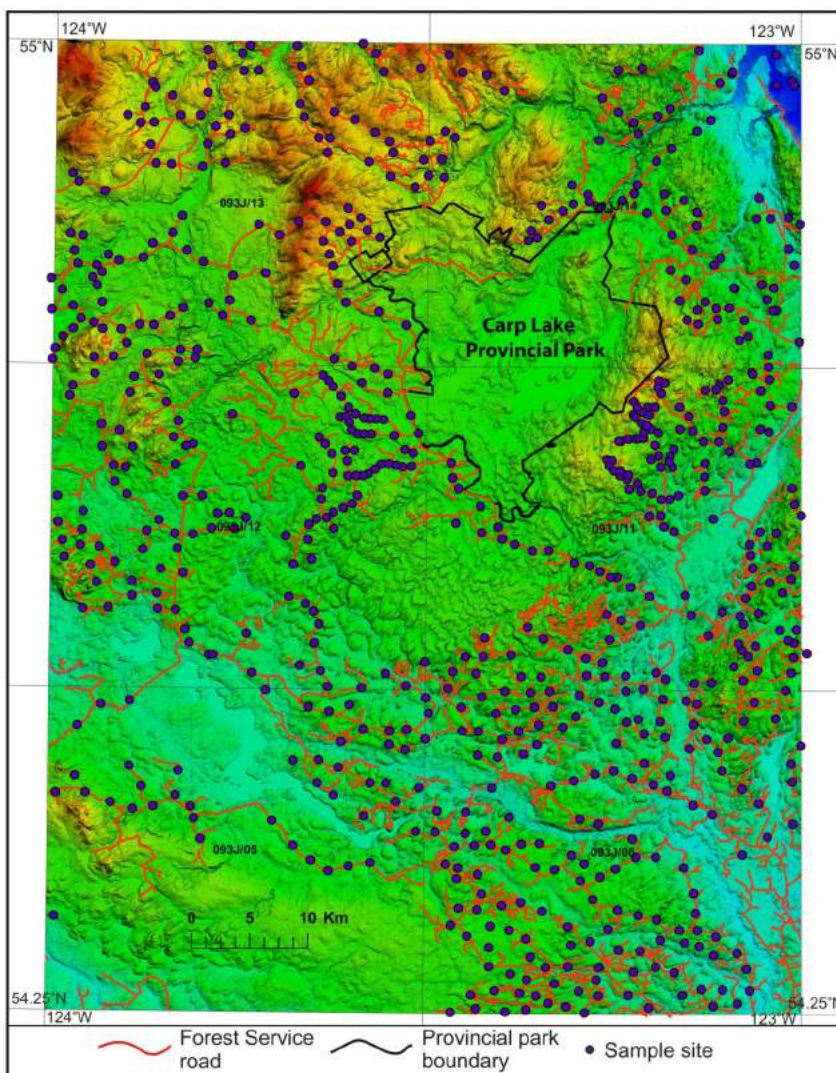 124°W
123°W
55°N
55°N
093J/13
093J/14
Carp Lake
Provincial Park
093J/12
093J/11
093J/05
093J/06
0 5 10 Km
54.25°N
54.25°N
124°W
123°W
Forest Service
road
Provincial park
boundary
Sample site